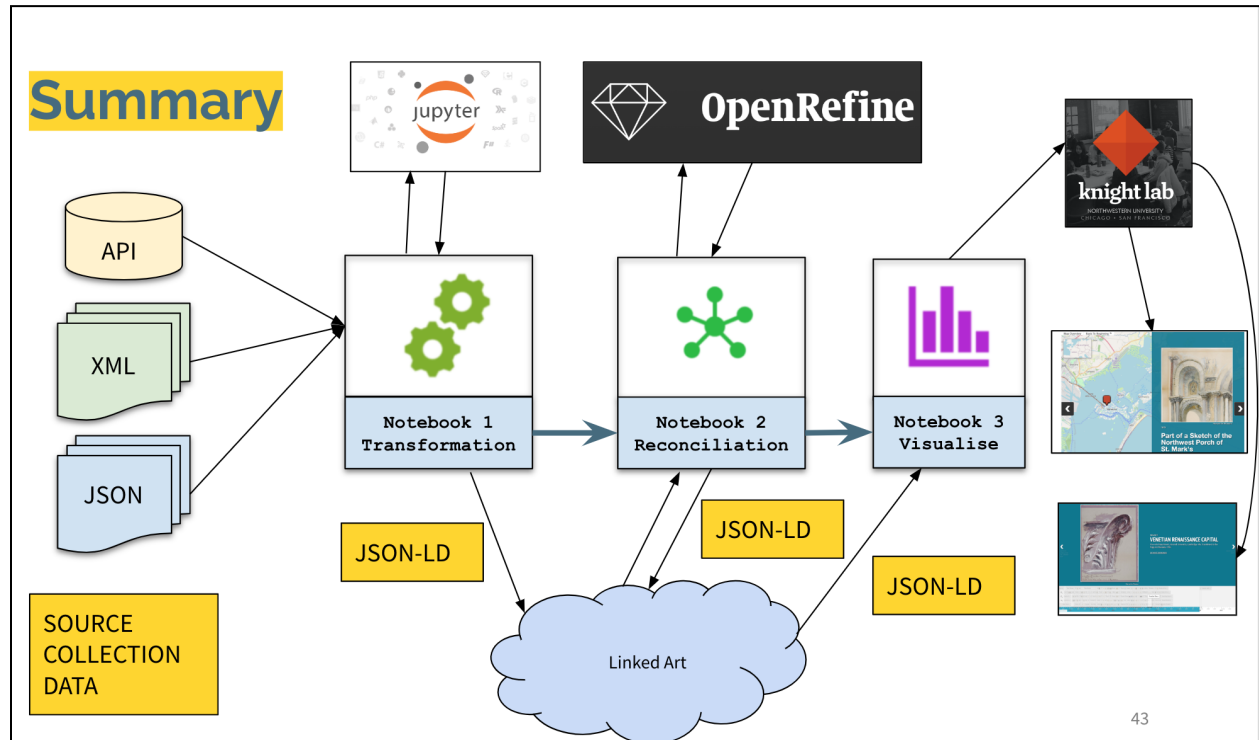 Summary
jupyter
C#
F#
OpenRefine
knight lab
NORTHWESTERN UNIVERSITY
CHICAGO • SAN FRANCISCO
API
XML
JSON
Notebook 1
Transformation
Notebook 2
Reconciliation
Notebook 3
Visualise
Part of a Sketch of the
Northwest Porch of
St. Mark's
VENETIAN RENAISSANCE CAPITAL
JSON-LD
JSON-LD
JSON-LD
SOURCE
COLLECTION
DATA
Linked Art
43